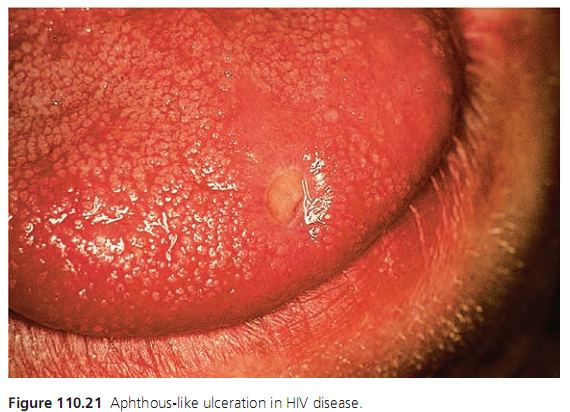 Figure 110.21 Aphthous-like ulceration in HIV disease.